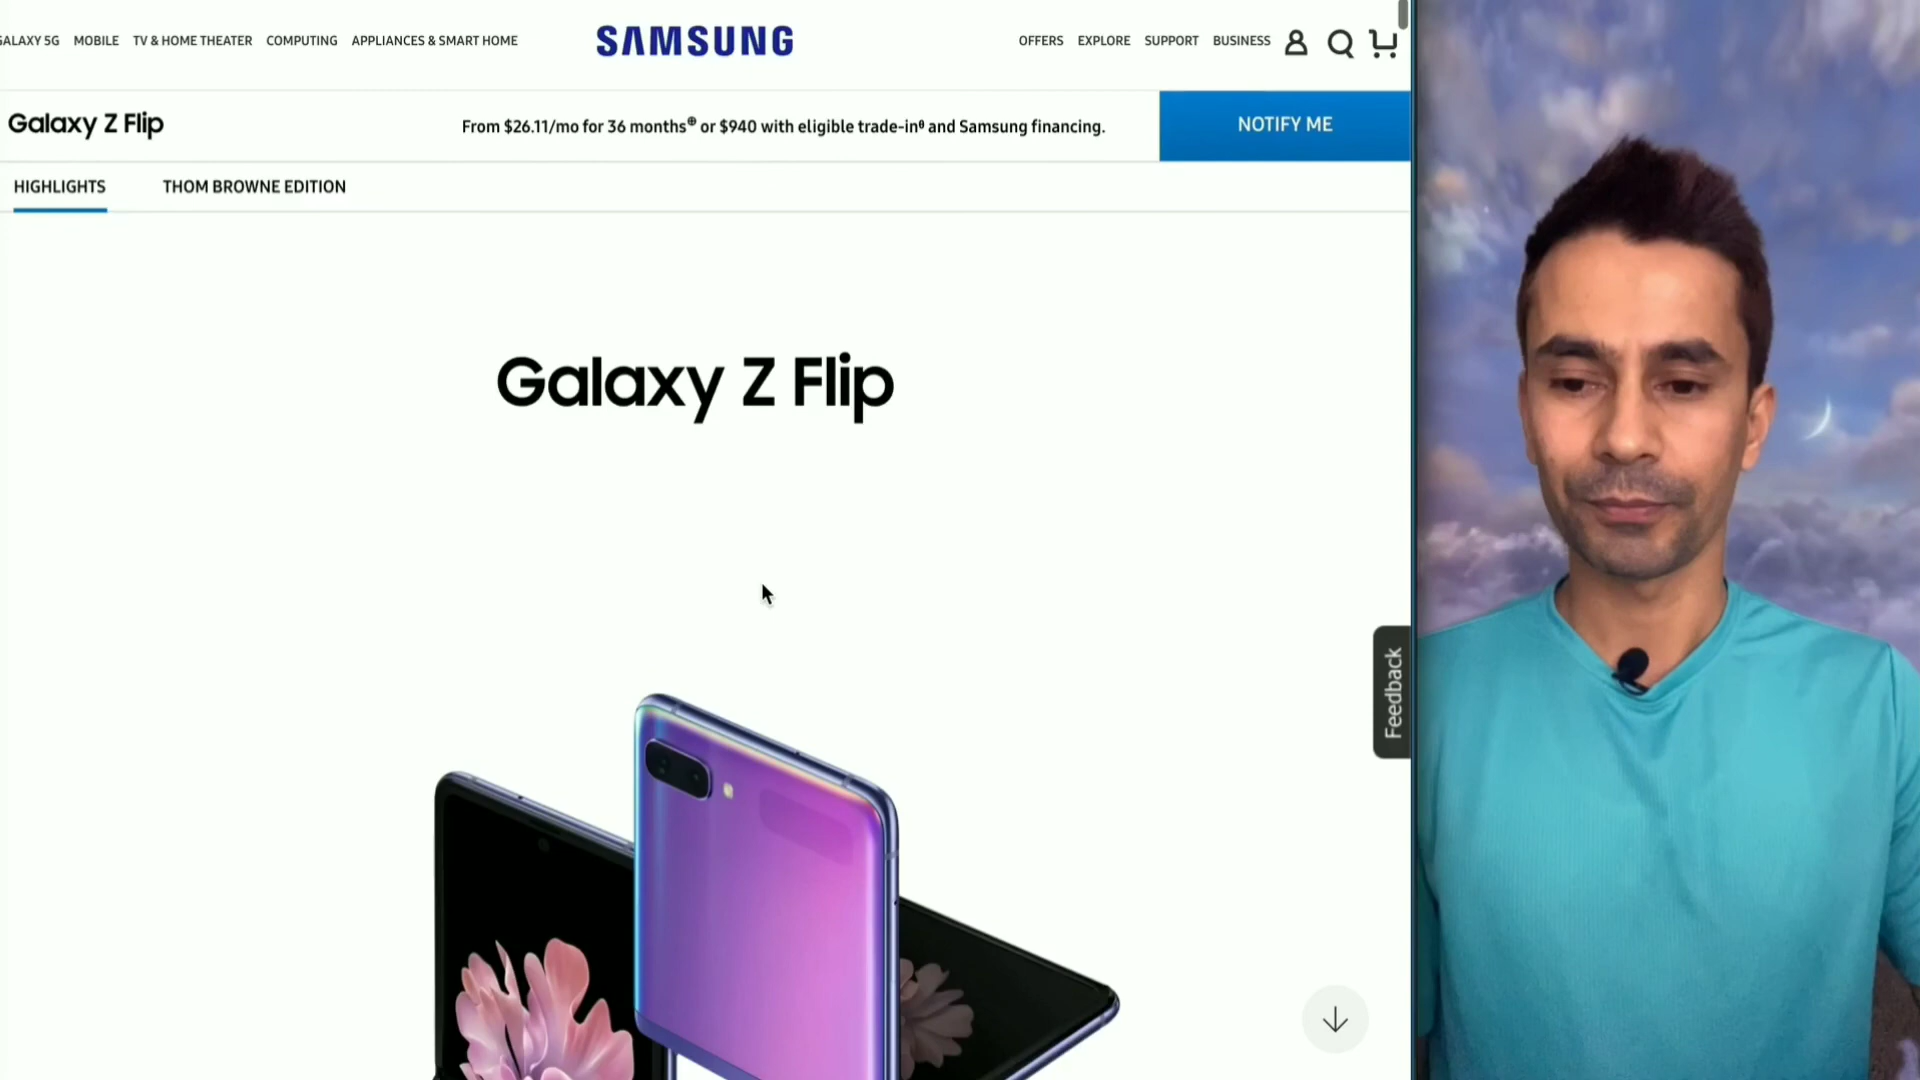 GALAXY 5G MOBILE TV & HOME THEATER COMPUTING APPLIANCES & SMART HOME SAMSUNG OFFERS EXPLORE SUPPORT BUSINESS
Galaxy Z Flip From $26.11/mo for 36 months⊕ or $940 with eligible trade-inθ and Samsung financing. NOTIFY ME
HIGHLIGHTS THOM BROWNE EDITION
Galaxy Z Flip
Feedback